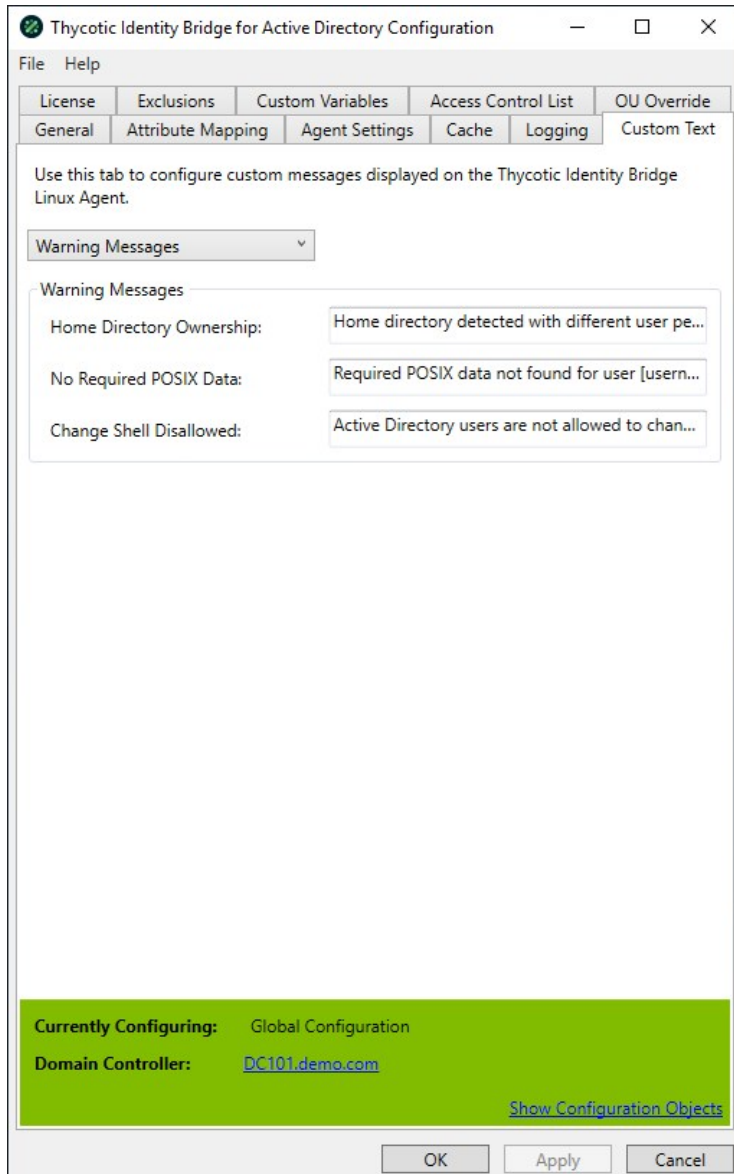 Thycotic Identity Bridge for Active Directory Configuration
File Help
License Exclusions Custom Variables Access Control List OU Override
General Attribute Mapping Agent Settings Cache Logging Custom Text
Use this tab to configure custom messages displayed on the Thycotic Identity Bridge
Linux Agent.
Warning Messages
Warning Messages
Home Directory Ownership: Home directory detected with different user pe...
No Required POSIX Data: Required POSIX data not found for user [usern...
Change Shell Disallowed: Active Directory users are not allowed to chan...
Currently Configuring: Global Configuration
Domain Controller: DC101.demo.com
Show Configuration Objects
OK Apply Cancel